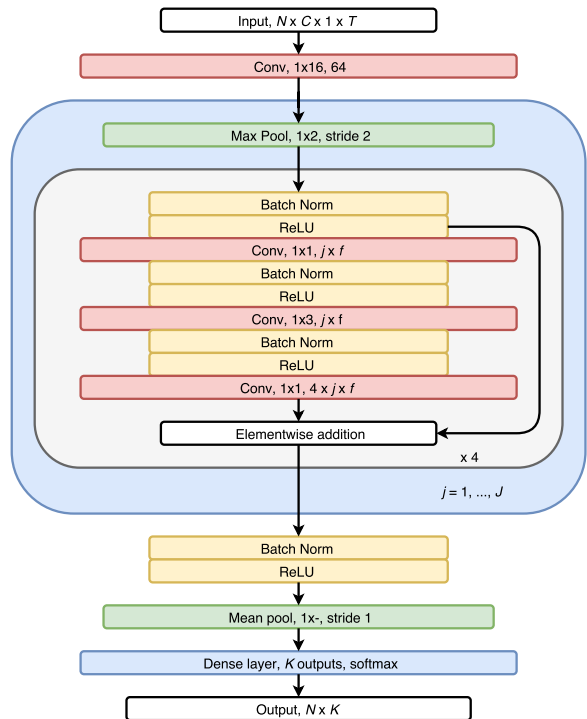 Input, N x C x 1 x T
Conv, 1x16, 64
Max Pool, 1x2, stride 2
Batch Norm
ReLU
Conv, 1x1, j x f
Batch Norm
ReLU
Conv, 1x3, j x f
Batch Norm
ReLU
Conv, 1x1, 4 x j x f
Elementwise addition
x 4
j = 1, ..., J
Batch Norm
ReLU
Mean pool, 1x-, stride 1
Dense layer, K outputs, softmax
Output, N x K